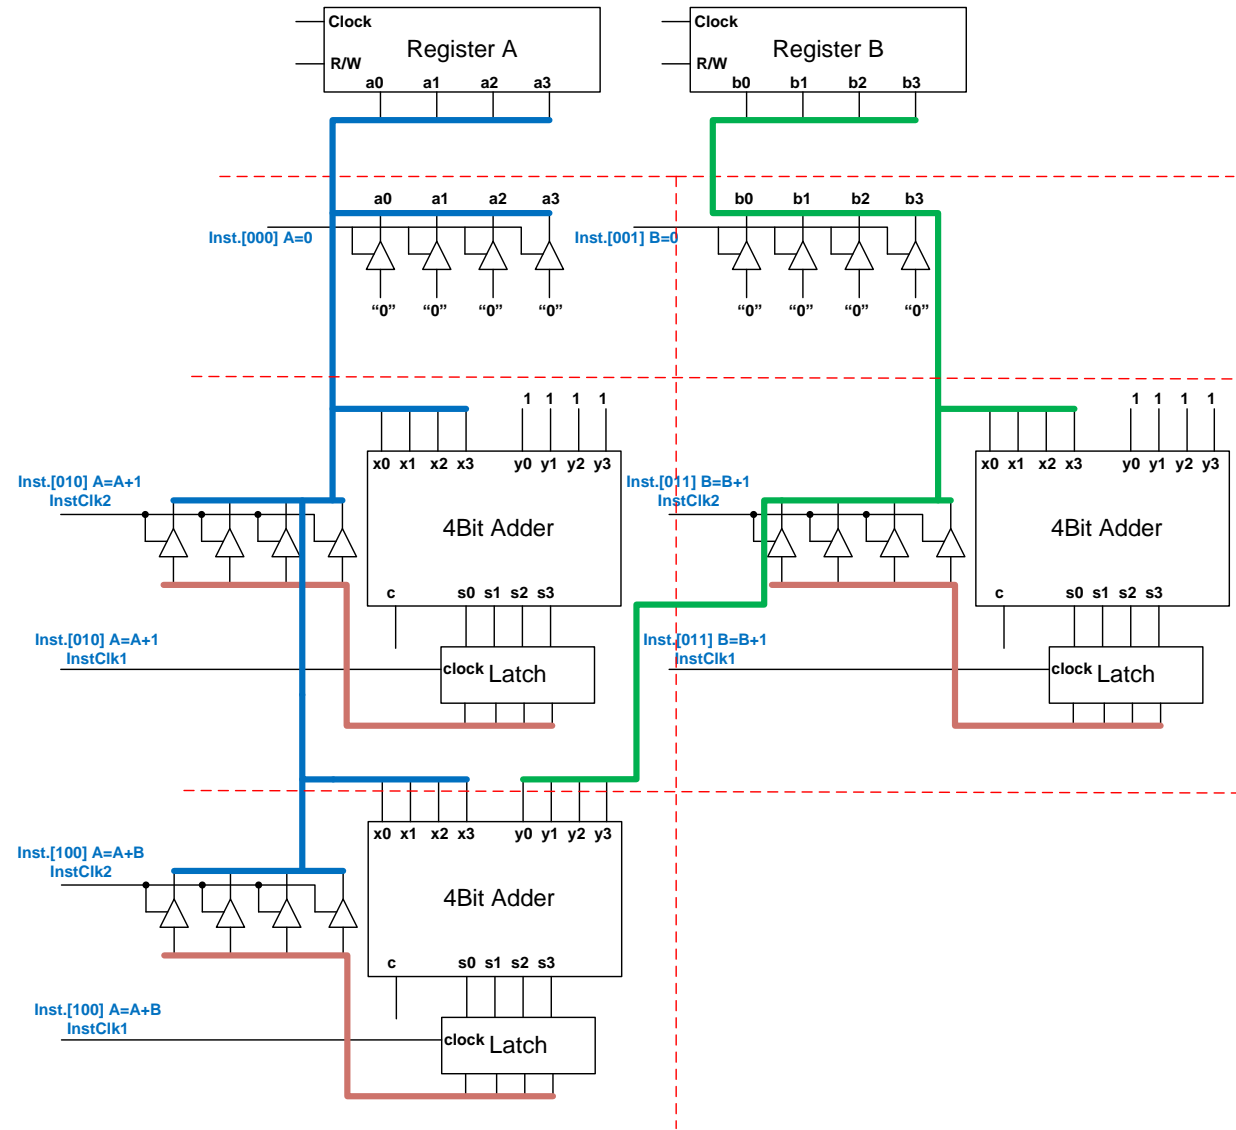 Clock
Register A
R/W
a0 a1 a2 a3
Clock
Register B
R/W
b0 b1 b2 b3
a0 a1 a2 a3
Inst.[000] A=0
“0” “0” “0” “0”
b0 b1 b2 b3
Inst.[001] B=0
“0” “0” “0” “0”
1 1 1 1
x0 x1 x2 x3 y0 y1 y2 y3
Inst.[010] A=A+1
InstClk2
4Bit Adder
c s0 s1 s2 s3
Inst.[010] A=A+1
InstClk1
clock Latch
1 1 1 1
x0 x1 x2 x3 y0 y1 y2 y3
Inst.[011] B=B+1
InstClk2
4Bit Adder
c s0 s1 s2 s3
Inst.[011] B=B+1
InstClk1
clock Latch
x0 x1 x2 x3 y0 y1 y2 y3
Inst.[100] A=A+B
InstClk2
4Bit Adder
c s0 s1 s2 s3
Inst.[100] A=A+B
InstClk1
clock Latch